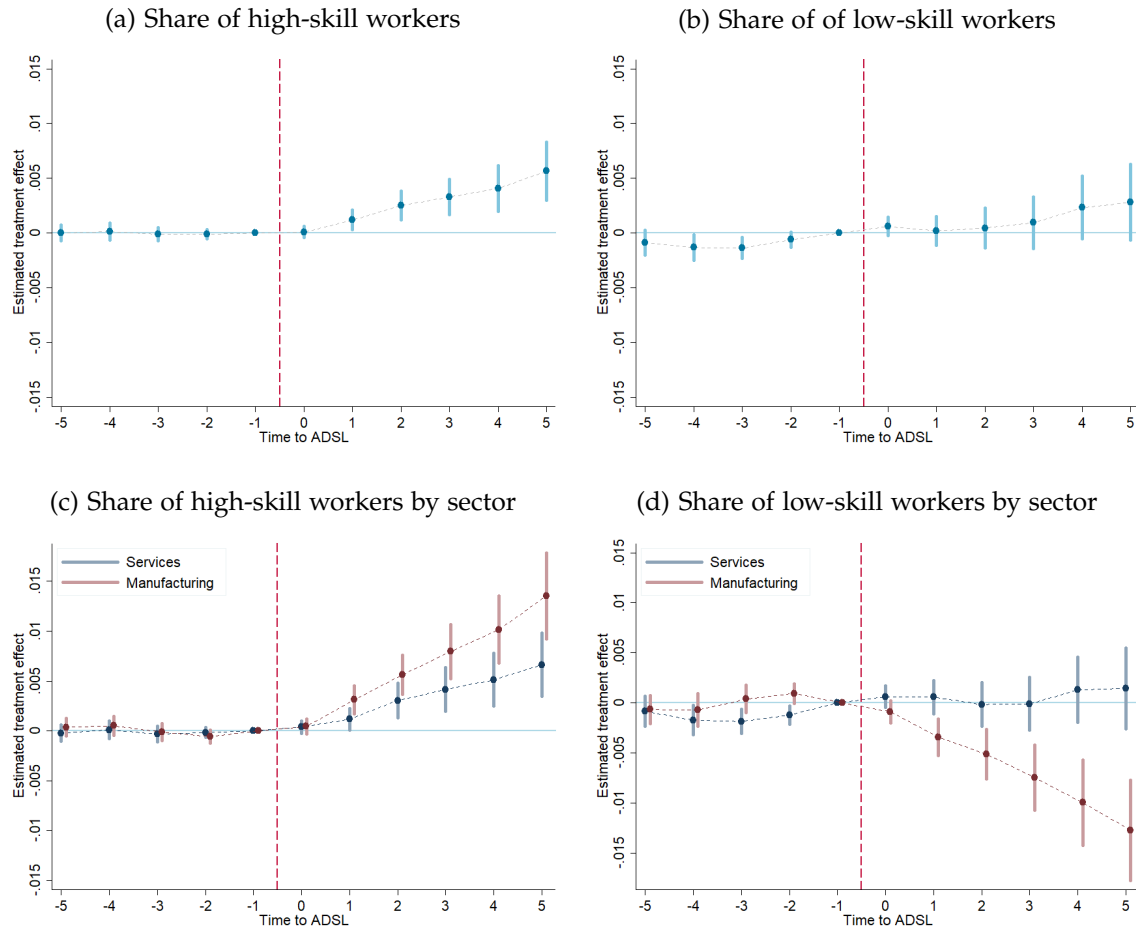 (a) Share of high-skill workers
.015
.01
.005
0
-.005
-.01
-.015
Estimated treatment effect
-5 -4 -3 -2 -1 0 1 2 3 4 5
Time to ADSL
(b) Share of of low-skill workers
.015
.01
.005
0
-.005
-.01
-.015
Estimated treatment effect
-5 -4 -3 -2 -1 0 1 2 3 4 5
Time to ADSL
(c) Share of high-skill workers by sector
Services
Manufacturing
.015
.01
.005
0
-.005
-.01
-.015
Estimated treatment effect
-5 -4 -3 -2 -1 0 1 2 3 4 5
Time to ADSL
(d) Share of low-skill workers by sector
Services
Manufacturing
.015
.01
.005
0
-.005
-.01
-.015
Estimated treatment effect
-5 -4 -3 -2 -1 0 1 2 3 4 5
Time to ADSL